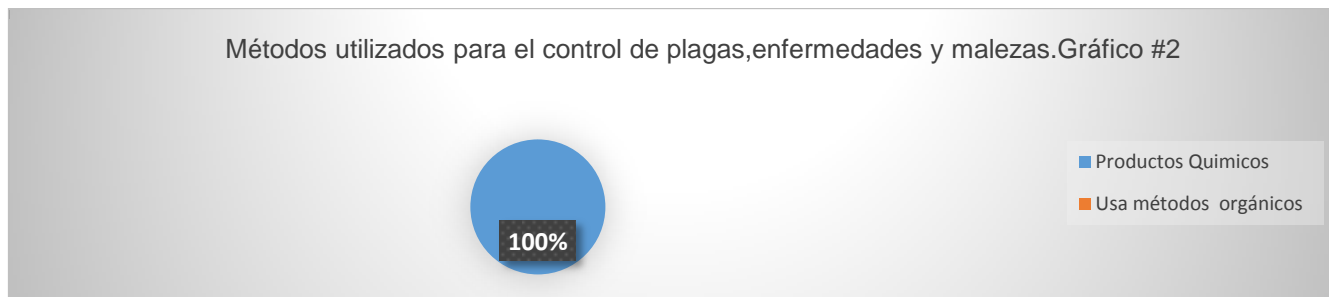 Métodos utilizados para el control de plagas,enfermedades y malezas.Gráfico #2
Productos Quimicos
Usa métodos orgánicos
100%